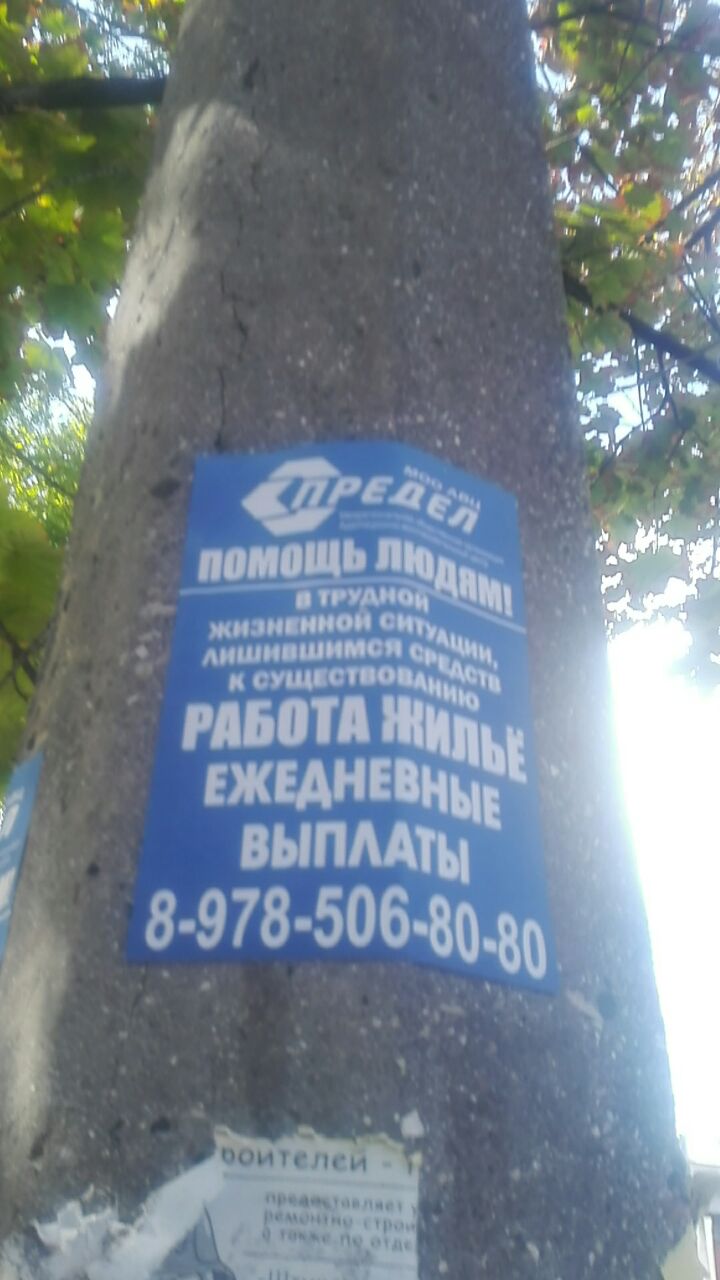 МОО АВЦ
ПРЕДЕЛ
ПОМОЩЬ ЛЮДЯМ!
В ТРУДНОЙ
ЖИЗНЕННОЙ СИТУАЦИИ,
ЛИШИВШИМСЯ СРЕДСТВ
К СУЩЕСТВОВАНИЮ
РАБОТА ЖИЛЬЁ
ЕЖЕДНЕВНЫЕ
ВЫПЛАТЫ
8-978-506-80-80
роителей -
предоставляет
ремонтно строи
а также по отде